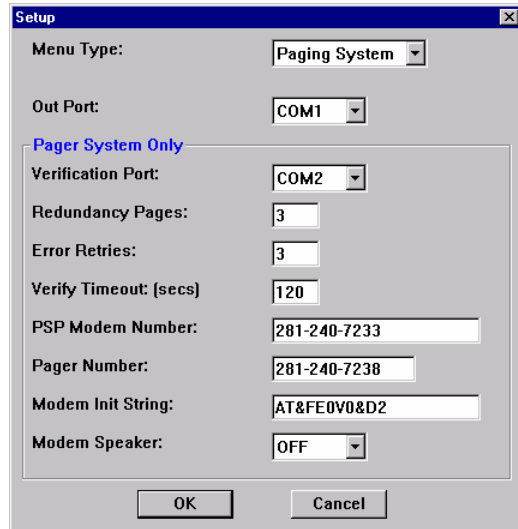 Setup
Menu Type: Paging System
Out Port: COM1
Pager System Only
Verification Port: COM2
Redundancy Pages: 3
Error Retries: 3
Verify Timeout: (secs) 120
PSP Modem Number: 281-240-7233
Pager Number: 281-240-7238
Modem Init String: AT&FE0V0&D2
Modem Speaker: OFF
OK Cancel